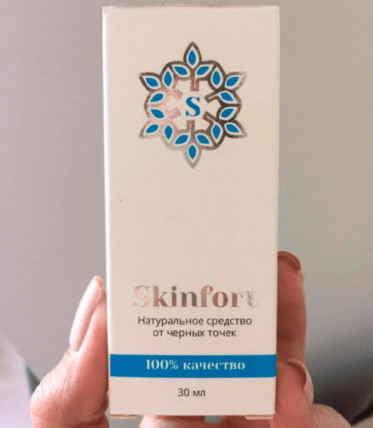 S
Skinfort
Натуральное средство
от черных точек
100% качество
30 мл